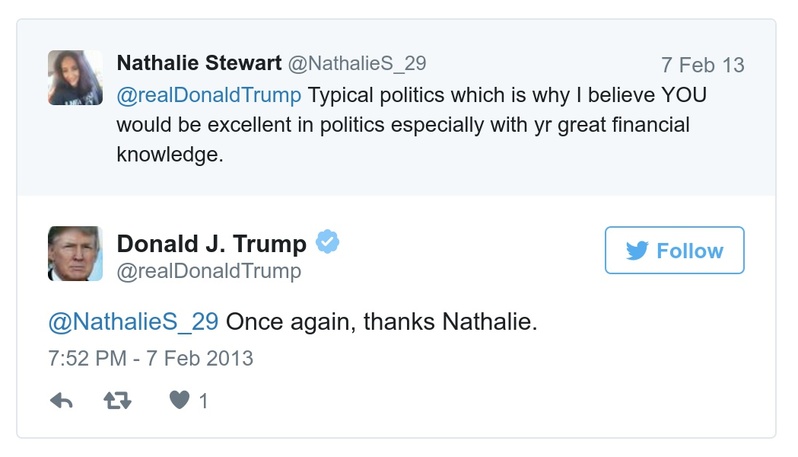 Nathalie Stewart @NathalieS_29 7 Feb 13
@realDonaldTrump Typical politics which is why I believe YOU
would be excellent in politics especially with yr great financial
knowledge.
Donald J. Trump
@realDonaldTrump
Follow
@NathalieS_29 Once again, thanks Nathalie.
7:52 PM - 7 Feb 2013
1